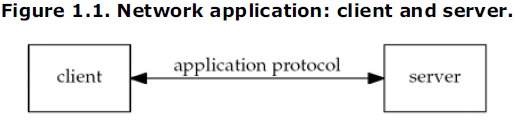 Figure 1.1. Network application: client and server.
client application protocol server